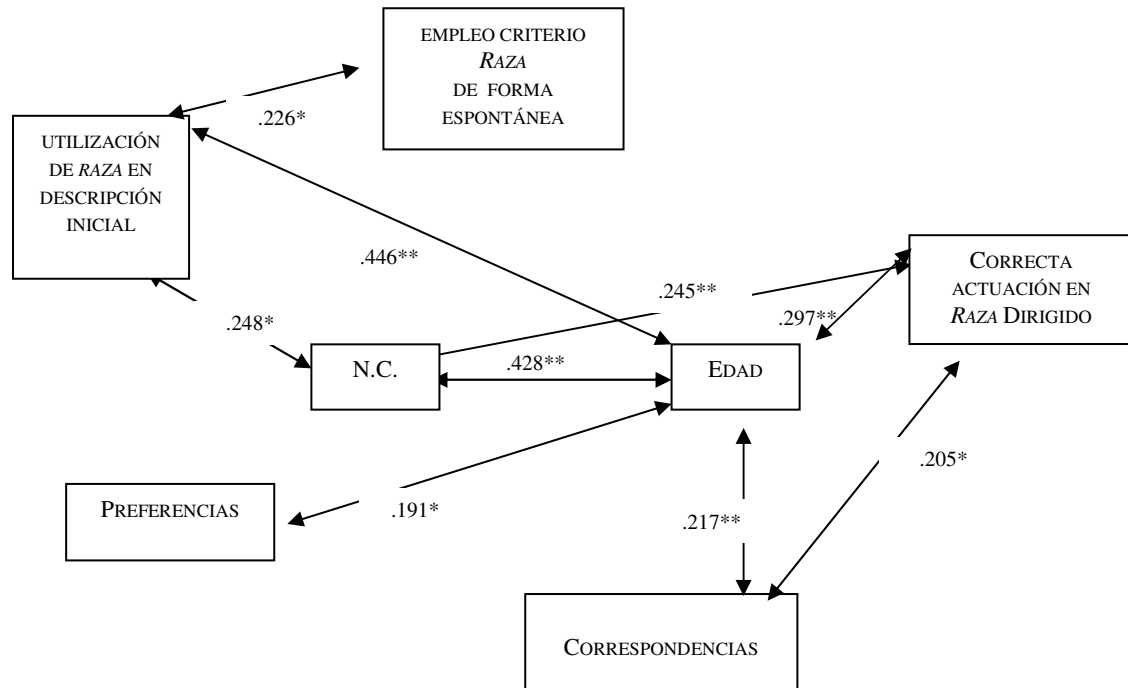 EMPLEO CRITERIO
RAZA
DE FORMA
ESPONTÁNEA
.226*
UTILIZACIÓN
DE RAZA EN
DESCRIPCIÓN
INICIAL
.446**
CORRECTA
ACTUACIÓN EN
RAZA DIRIGIDO
.245**
.297**
.248*
N.C.
.428**
EDAD
.205*
PREFERENCIAS
.191*
.217**
CORRESPONDENCIAS